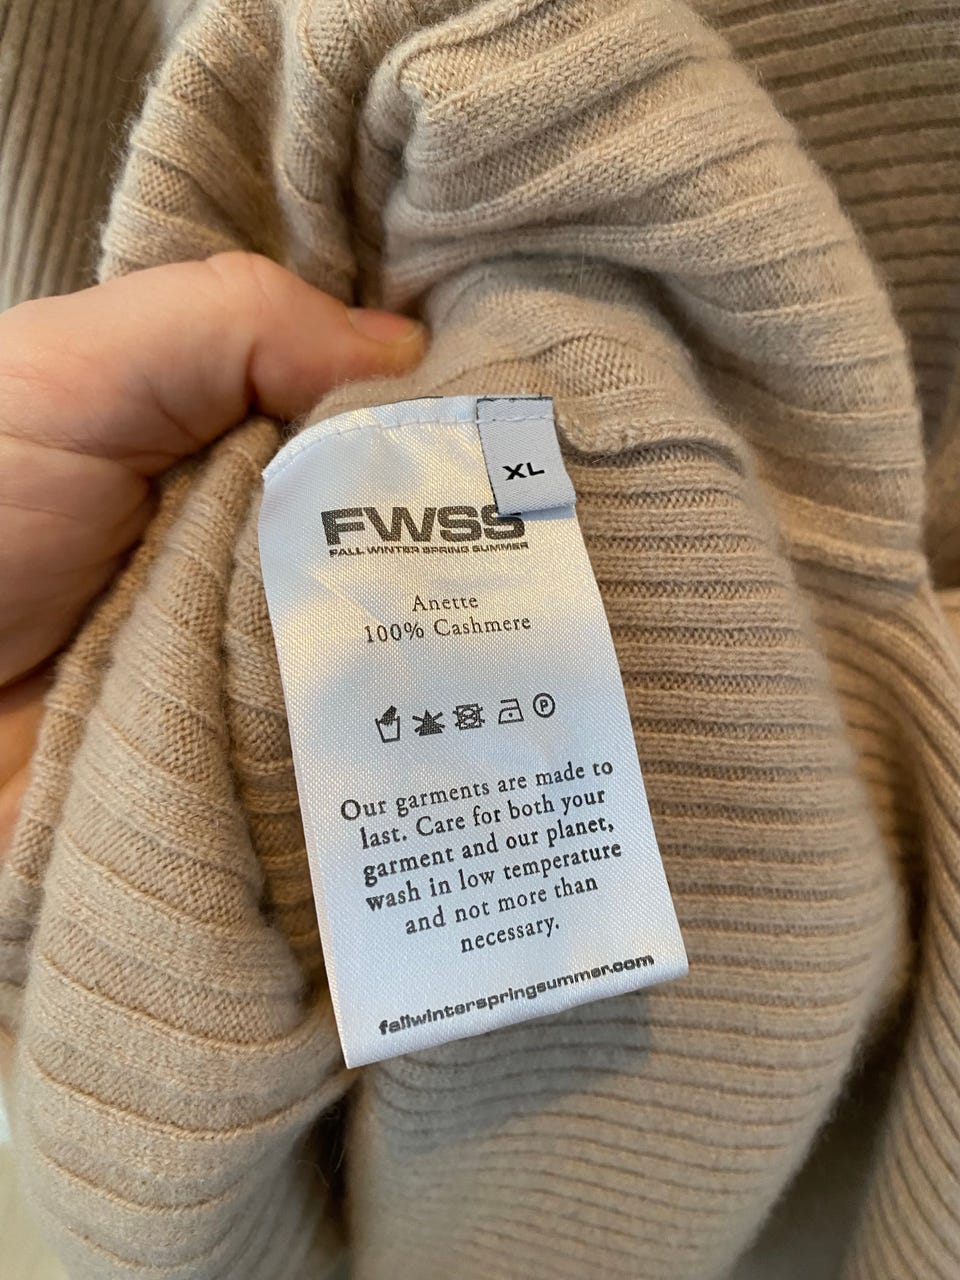 XL
FWSS
FALL WINTER SPRING SUMMER
Anette
100% Cashmere
P
Our garments are made to
last. Care for both your
garment and our planet,
wash in low temperature
and not more than
necessary.
fallwinterspringsummer.com